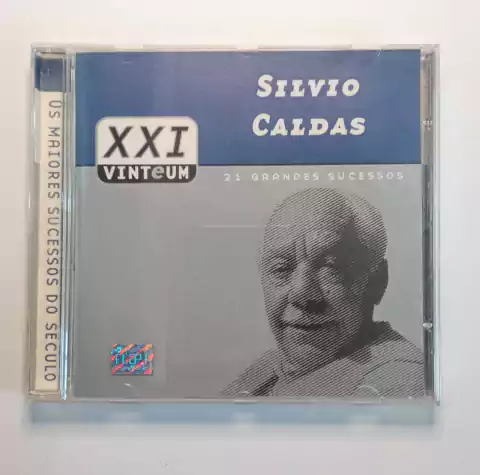 SILVIO
CALDAS
XXI
VINTeUM
21 GRANDES SUCESSOS
OS MAIORES SUCESSOS DO SÉCULO